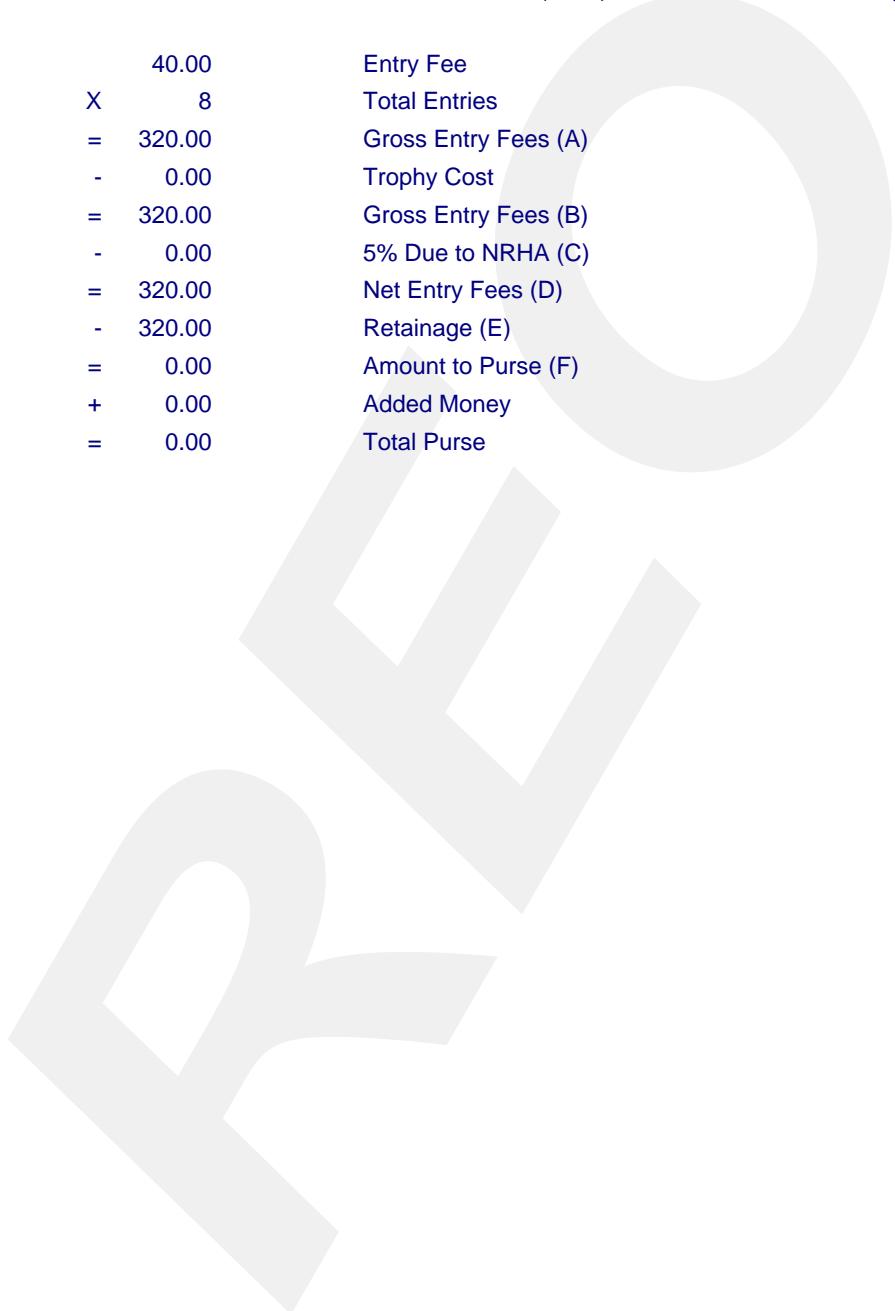 40.00 Entry Fee
X 8 Total Entries
= 320.00 Gross Entry Fees (A)
- 0.00 Trophy Cost
= 320.00 Gross Entry Fees (B)
- 0.00 5% Due to NRHA (C)
= 320.00 Net Entry Fees (D)
- 320.00 Retainage (E)
= 0.00 Amount to Purse (F)
+ 0.00 Added Money
= 0.00 Total Purse
REO